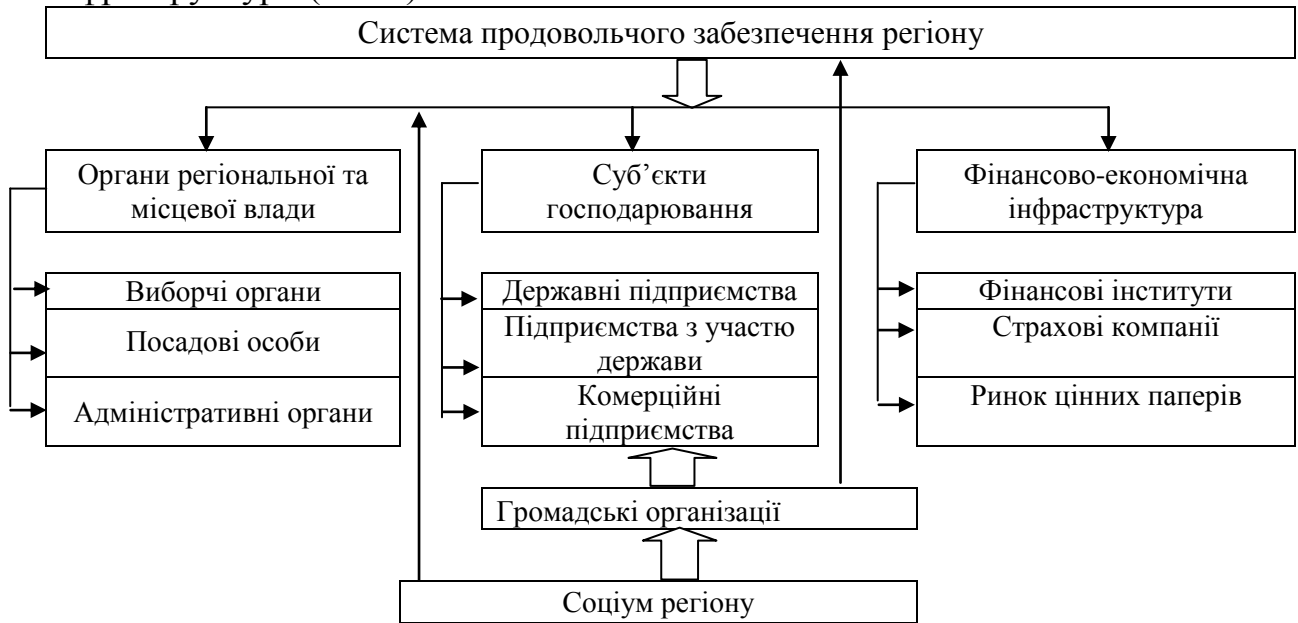 Система продовольчого забезпечення регіону
Органи регіональної та
місцевої влади
Суб’єкти
господарювання
Фінансово-економічна
інфраструктура
Виборчі органи
Посадові особи
Адміністративні органи
Державні підприємства
Підприємства з участю
держави
Комерційні
підприємства
Фінансові інститути
Страхові компанії
Ринок цінних паперів
Громадські організації
Соціум регіону